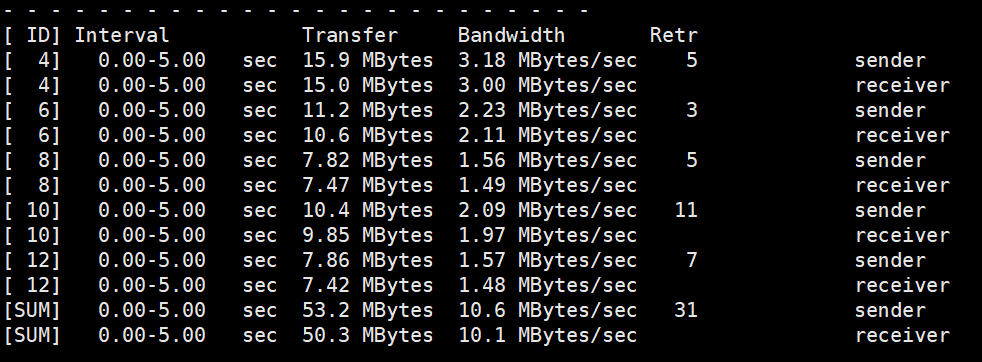 - - - - - - - - - - - - - - - - - - - - - - - - -
[ ID] Interval           Transfer     Bandwidth       Retr
[  4]   0.00-5.00   sec  15.9 MBytes  3.18 MBytes/sec    5             sender
[  4]   0.00-5.00   sec  15.0 MBytes  3.00 MBytes/sec                  receiver
[  6]   0.00-5.00   sec  11.2 MBytes  2.23 MBytes/sec    3             sender
[  6]   0.00-5.00   sec  10.6 MBytes  2.11 MBytes/sec                  receiver
[  8]   0.00-5.00   sec  7.82 MBytes  1.56 MBytes/sec    5             sender
[  8]   0.00-5.00   sec  7.47 MBytes  1.49 MBytes/sec                  receiver
[ 10]   0.00-5.00   sec  10.4 MBytes  2.09 MBytes/sec   11             sender
[ 10]   0.00-5.00   sec  9.85 MBytes  1.97 MBytes/sec                  receiver
[ 12]   0.00-5.00   sec  7.86 MBytes  1.57 MBytes/sec    7             sender
[ 12]   0.00-5.00   sec  7.42 MBytes  1.48 MBytes/sec                  receiver
[SUM]   0.00-5.00   sec  53.2 MBytes  10.6 MBytes/sec   31             sender
[SUM]   0.00-5.00   sec  50.3 MBytes  10.1 MBytes/sec                  receiver